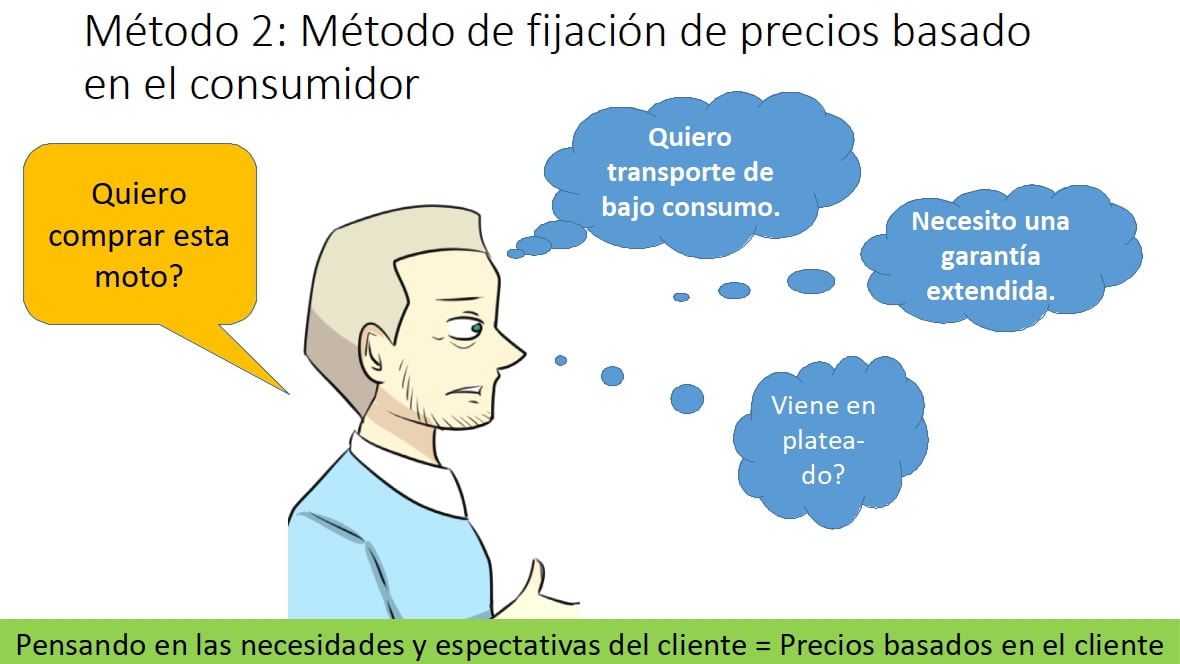 Método 2: Método de fijación de precios basado
en el consumidor
Quiero
comprar esta
moto?
Quiero
transporte de
bajo consumo.
Necesito una
garantía
extendida.
Viene en
platea-
do?
Pensando en las necesidades y espectativas del cliente = Precios basados en el cliente